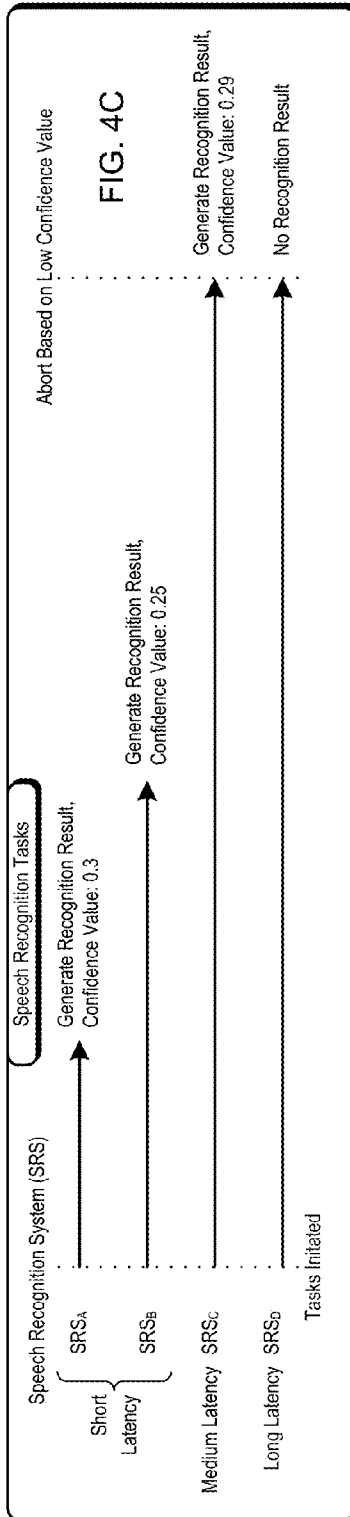 Speech Recognition Tasks
Speech Recognition System (SRS)
Abort Based on Low Confidence Value
Short
Latency
SRSA
Generate Recognition Result,
Confidence Value: 0.3
FIG. 4C
SRSB
Generate Recognition Result,
Confidence Value: 0.25
Medium Latency SRSC
Generate Recognition Result,
Confidence Value: 0.29
Long Latency SRSD
No Recognition Result
Tasks Initated